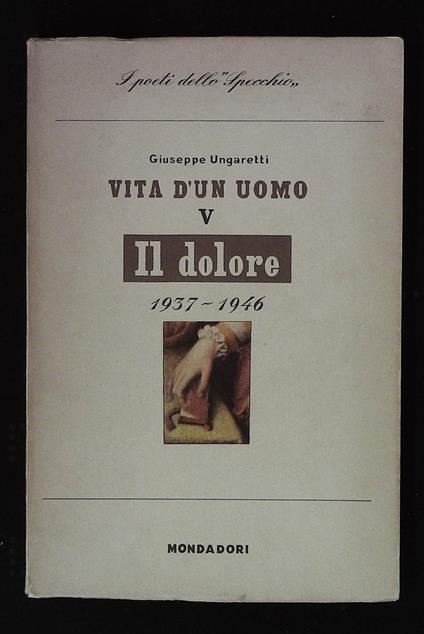 I poeti dello "Specchio„
Giuseppe Ungaretti
VITA D'UN UOMO
V
Il dolore
1937 - 1946
MONDADORI